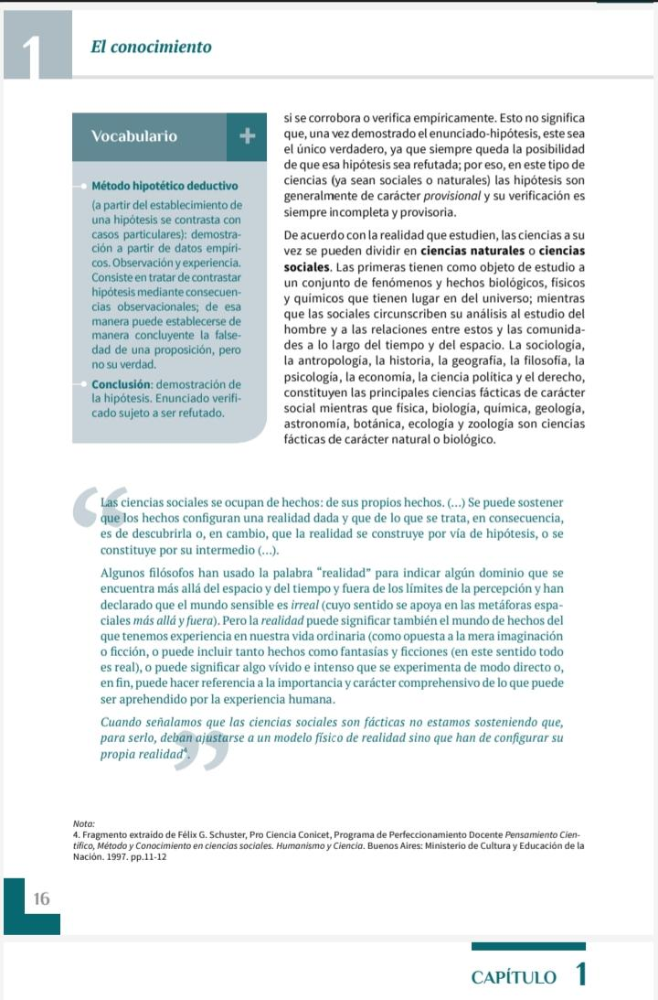 1
El conocimiento
Vocabulario +
Método hipotético deductivo
(a partir del establecimiento de
una hipótesis se contrasta con
casos particulares): demostra-
ción a partir de datos empíri-
cos. Observación y experiencia.
Consiste en tratar de contrastar
hipótesis mediante consecuen-
cias observacionales; de esa
manera puede establecerse de
manera concluyente la false-
dad de una proposición, pero
no su verdad.
Conclusión: demostración de
la hipótesis. Enunciado verifi-
cado sujeto a ser refutado.
si se corrobora o verifica empíricamente. Esto no significa
que, una vez demostrado el enunciado-hipótesis, este sea
el único verdadero, ya que siempre queda la posibilidad
de que esa hipótesis sea refutada; por eso, en este tipo de
ciencias (ya sean sociales o naturales) las hipótesis son
generalmente de carácter provisional y su verificación es
siempre incompleta y provisoria.
De acuerdo con la realidad que estudien, las ciencias a su
vez se pueden dividir en ciencias naturales o ciencias
sociales. Las primeras tienen como objeto de estudio a
un conjunto de fenómenos y hechos biológicos, físicos
y químicos que tienen lugar en del universo; mientras
que las sociales circunscriben su análisis al estudio del
hombre y a las relaciones entre estos y las comunida-
des a lo largo del tiempo y del espacio. La sociología,
la antropología, la historia, la geografía, la filosofía, la
psicología, la economía, la ciencia política y el derecho,
constituyen las principales ciencias fácticas de carácter
social mientras que física, biología, química, geología,
astronomía, botánica, ecología y zoología son ciencias
fácticas de carácter natural o biológico.
“
Las ciencias sociales se ocupan de hechos: de sus propios hechos. (...) Se puede sostener
que los hechos configuran una realidad dada y que de lo que se trata, en consecuencia,
es de descubrirla o, en cambio, que la realidad se construye por vía de hipótesis, o se
constituye por su intermedio (...).
Algunos filósofos han usado la palabra “realidad” para indicar algún dominio que se
encuentra más allá del espacio y del tiempo y fuera de los límites de la percepción y han
declarado que el mundo sensible es irreal (cuyo sentido se apoya en las metáforas espa-
ciales más allá y fuera). Pero la realidad puede significar también el mundo de hechos del
que tenemos experiencia en nuestra vida ordinaria (como opuesta a la mera imaginación
o ficción, o puede incluir tanto hechos como fantasías y ficciones (en este sentido todo
es real), o puede significar algo vívido e intenso que se experimenta de modo directo o,
en fin, puede hacer referencia a la importancia y carácter comprehensivo de lo que puede
ser aprehendido por la experiencia humana.
Cuando señalamos que las ciencias sociales son fácticas no estamos sosteniendo que,
para serlo, deban ajustarse a un modelo físico de realidad sino que han de configurar su
propia realidad⁴.
”
Nota:
4. Fragmento extraído de Félix G. Schuster, Pro Ciencia Conicet, Programa de Perfeccionamiento Docente Pensamiento Cien-
tífico, Método y Conocimiento en ciencias sociales. Humanismo y Ciencia. Buenos Aires: Ministerio de Cultura y Educación de la
Nación. 1997. pp.11-12
16
CAPÍTULO 1